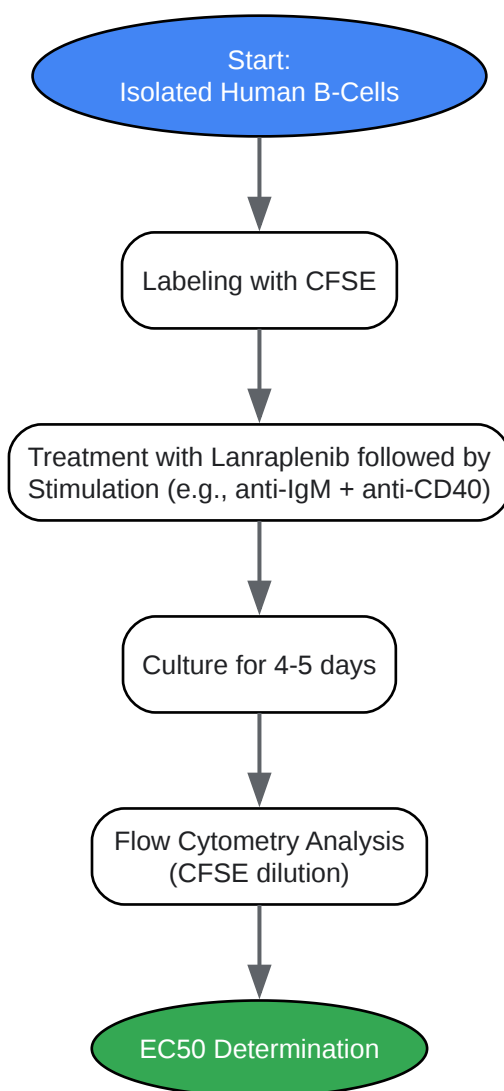 Start:
Isolated Human B-Cells
Labeling with CFSE
Treatment with Lanraplenib followed by
Stimulation (e.g., anti-IgM + anti-CD40)
Culture for 4-5 days
Flow Cytometry Analysis
(CFSE dilution)
EC50 Determination